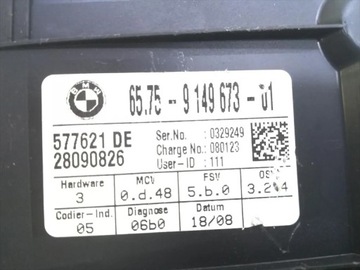 BMW
65.75 - 9 149 673 - 01
577621 DE
28090826
Ser.No. : 0329249
Charge No.: 080123
User-ID : 111
Hardware MCV FSV OSV
3 0.d.48 5.b.0 3.2*4
Codier-Ind. Diagnose Datum
05 06b0 18/08